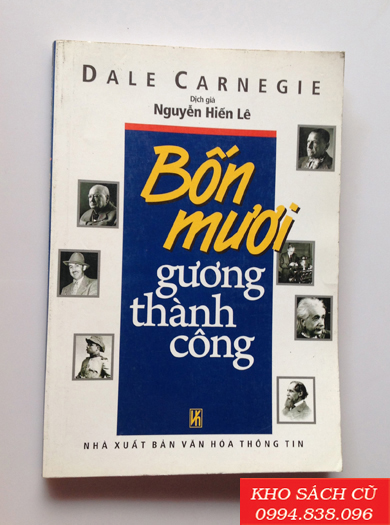 DALE CARNEGIE
Dịch giả
Nguyễn Hiến Lê
Bốn
mươi
gương
thành
công
NHÀ XUẤT BẢN VĂN HÓA THÔNG TIN
KHO SÁCH CŨ
0994.838.096